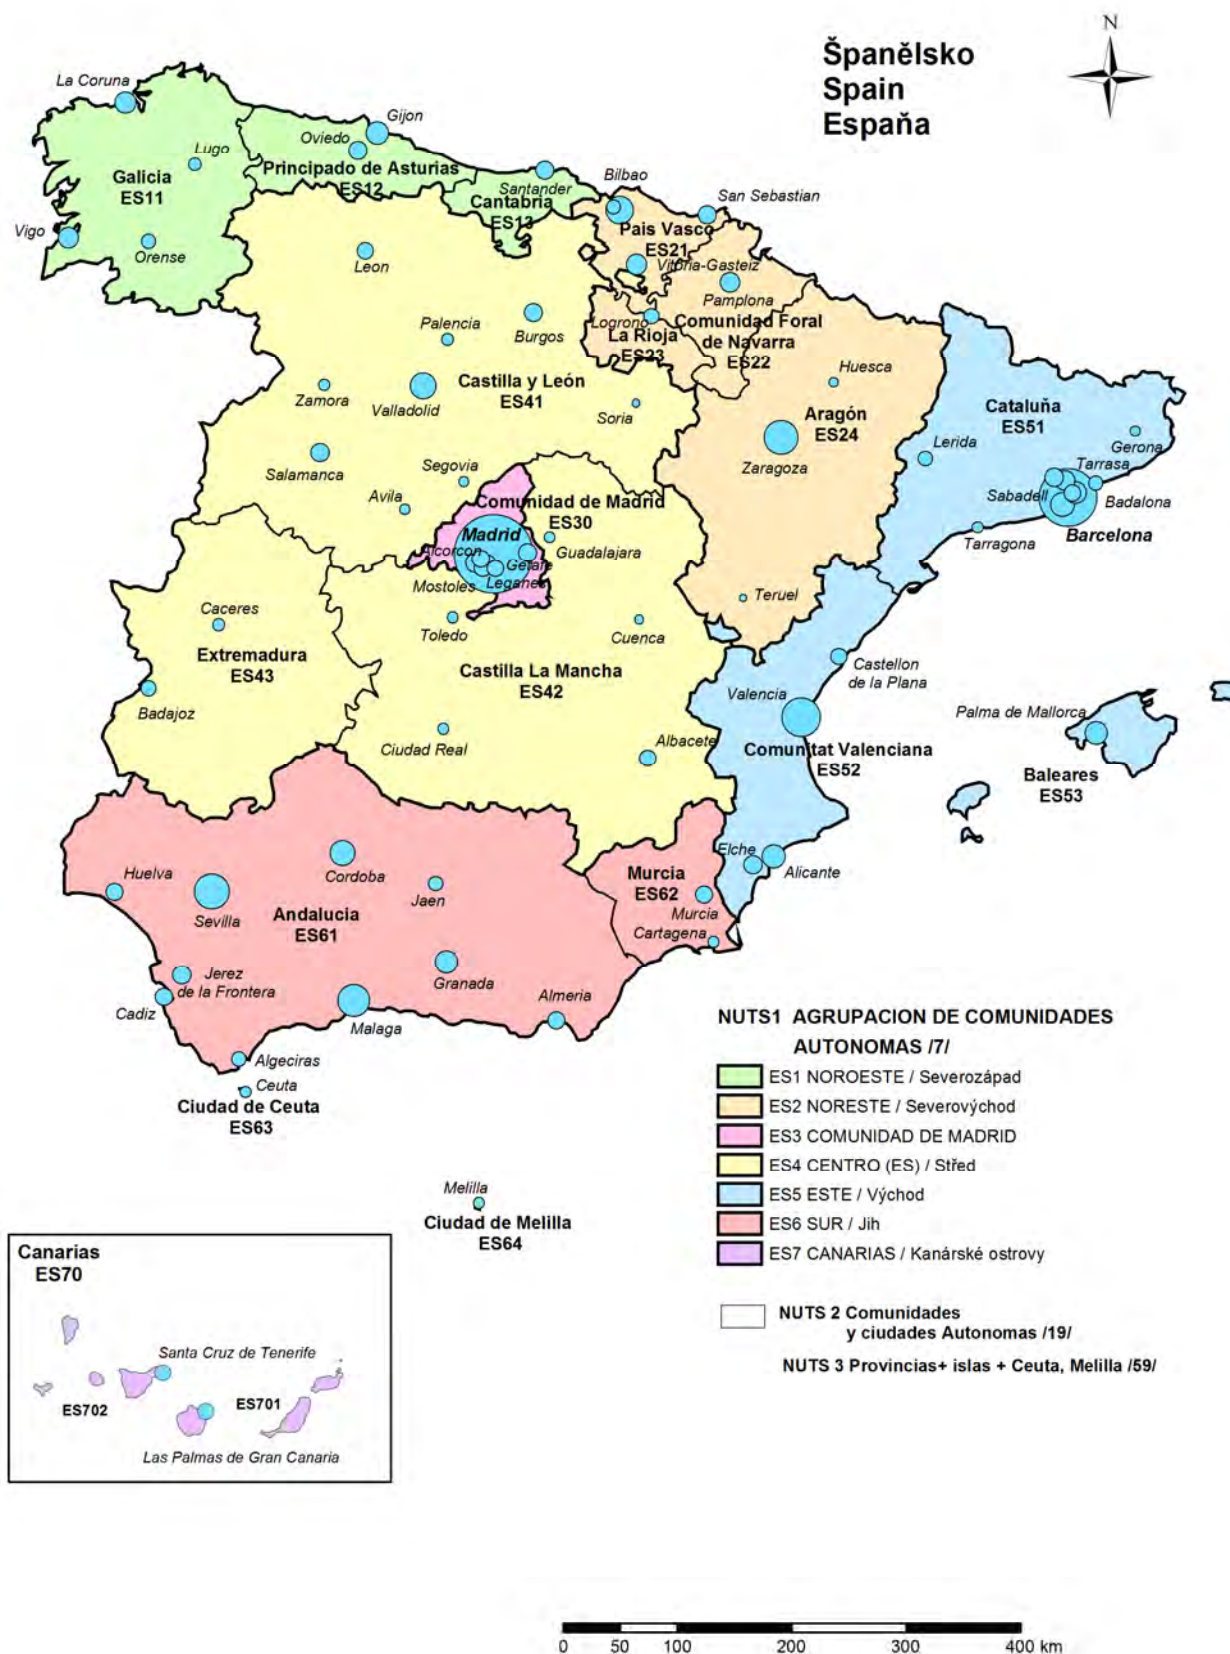 Španělsko
Spain
Espaňa
N
La Coruna
Gijon
Lugo
Oviedo
Galicia
ES11
Principado de Asturias
ES12
Santander
Cantabria
ES13
Bilbao
San Sebastian
Pais Vasco
ES21
Vitoria-Gasteiz
Vigo
Orense
Leon
Pamplona
Palencia
Burgos
Logrono
La Rioja
ES23
Comunidad Foral
de Navarra
ES22
Huesca
Zamora
Valladolid
Castilla y León
ES41
Soria
Aragón
ES24
Zaragoza
Cataluňa
ES51
Lerida
Gerona
Tarrasa
Sabadell
Badalona
Barcelona
Tarragona
Salamanca
Segovia
Avila
Comunidad de Madrid
ES30
Madrid
Alcorcon
Getafe
Guadalajara
Mostoles
Leganes
Teruel
Caceres
Toledo
Cuenca
Extremadura
ES43
Castilla La Mancha
ES42
Castellon
de la Plana
Badajoz
Valencia
Palma de Mallorca
Ciudad Real
Albacete
Comunitat Valenciana
ES52
Baleares
ES53
Huelva
Cordoba
Jaen
Murcia
ES62
Elche
Alicante
Sevilla
Andalucia
ES61
Murcia
Cartagena
Jerez
de la Frontera
Granada
Almeria
Cadiz
Malaga
Algeciras
Ceuta
Ciudad de Ceuta
ES63
Melilla
Ciudad de Melilla
ES64
NUTS1 AGRUPACION DE COMUNIDADES
AUTONOMAS /7/
ES1 NOROESTE / Severozápad
ES2 NORESTE / Severovýchod
ES3 COMUNIDAD DE MADRID
ES4 CENTRO (ES) / Střed
ES5 ESTE / Východ
ES6 SUR / Jih
ES7 CANARIAS / Kanárské ostrovy
NUTS 2 Comunidades
y ciudades Autonomas /19/
NUTS 3 Provincias+ islas + Ceuta, Melilla /59/
Canarias
ES70
Santa Cruz de Tenerife
ES702
ES701
Las Palmas de Gran Canaria
0 50 100 200 300 400 km